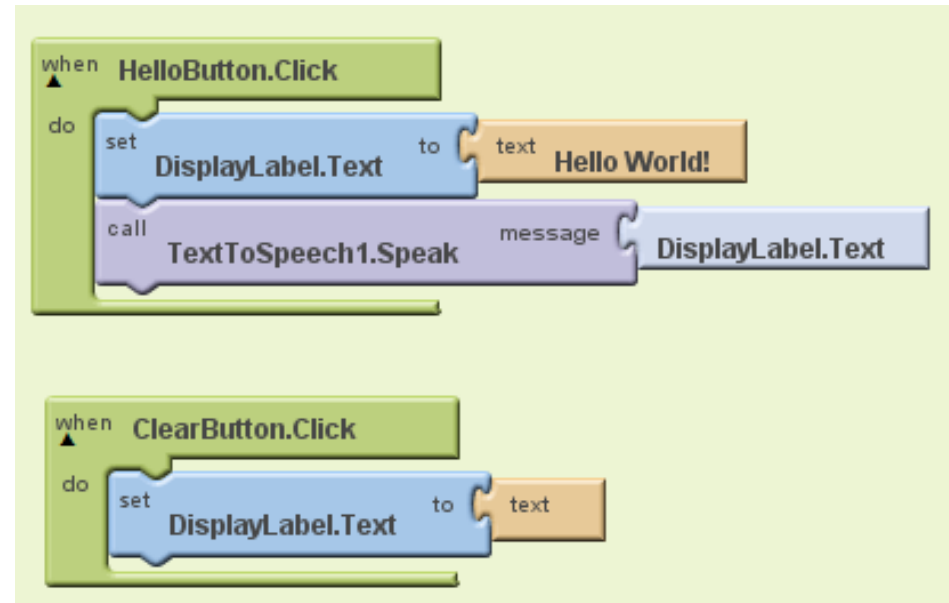 when HelloButton.Click
do
set DisplayLabel.Text to text Hello World!
call TextToSpeech1.Speak message DisplayLabel.Text
when ClearButton.Click
do
set DisplayLabel.Text to text